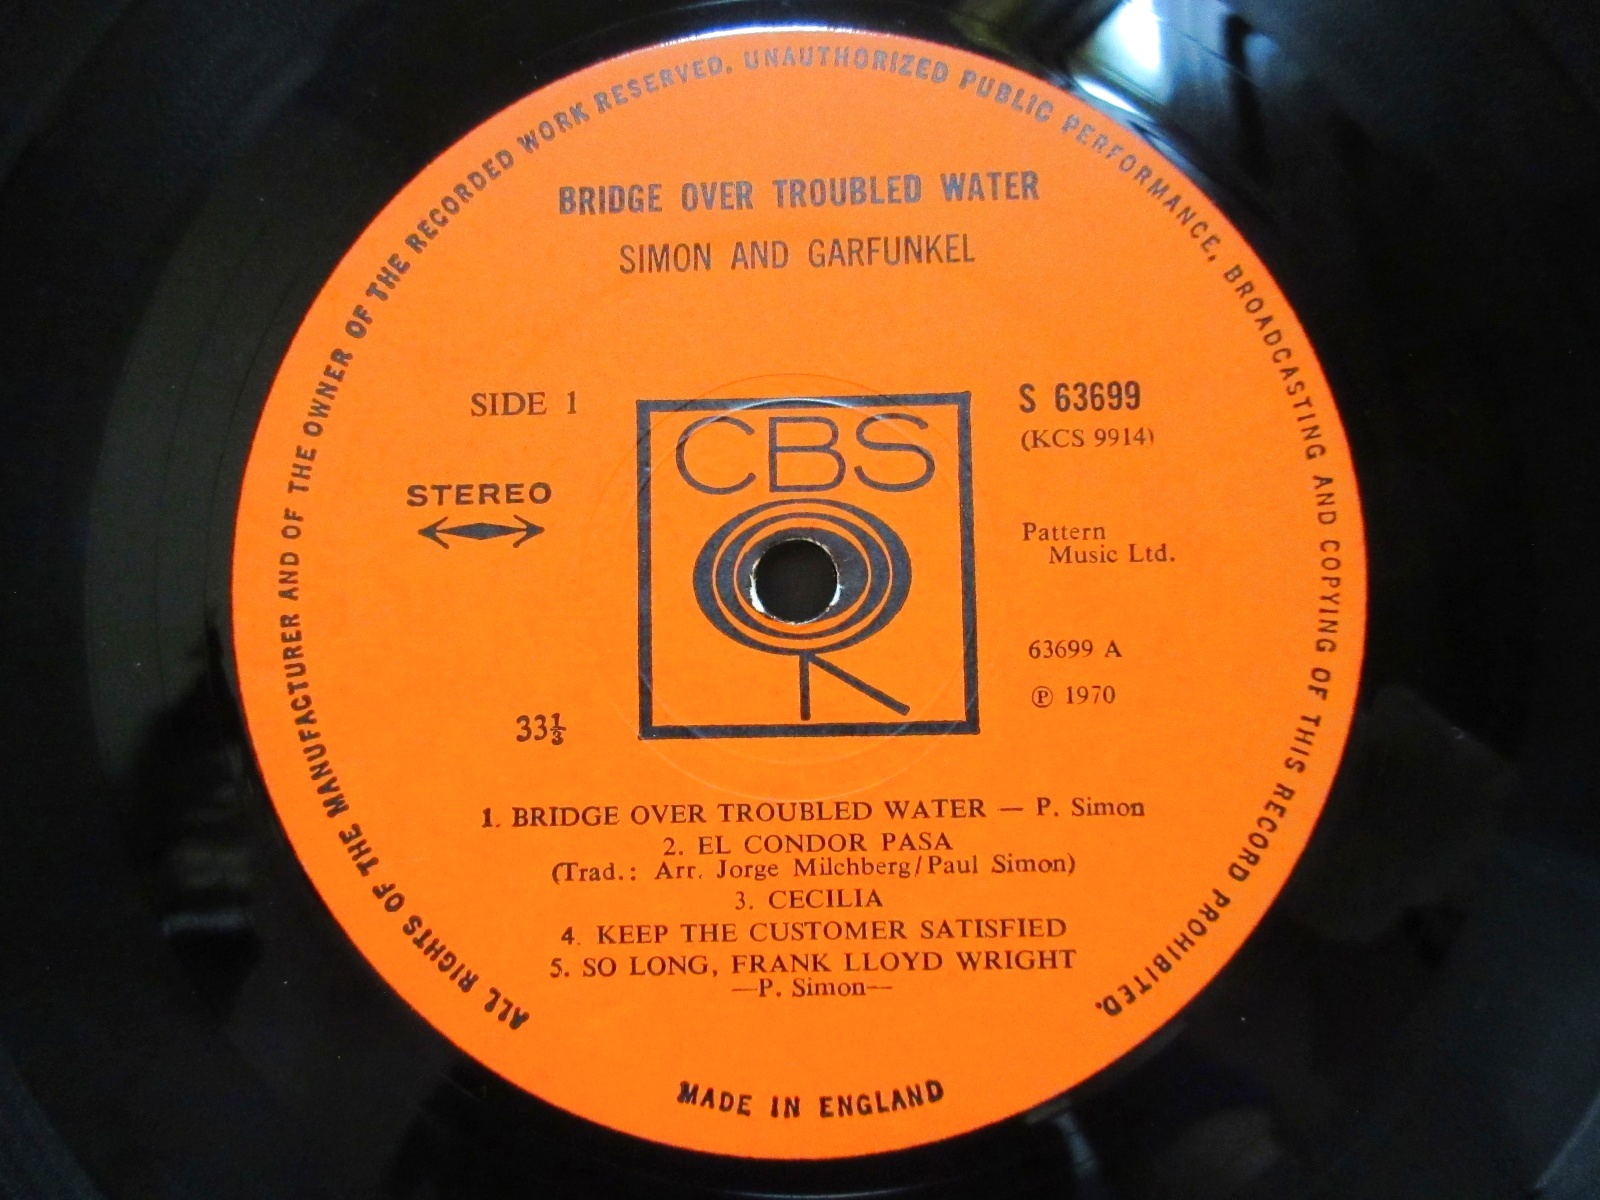 ALL RIGHTS OF THE MANUFACTURER AND OF THE OWNER OF THE RECORDED WORK RESERVED. UNAUTHORIZED PUBLIC PERFORMANCE, BROADCASTING AND COPYING OF THIS RECORD PROHIBITED.
BRIDGE OVER TROUBLED WATER
SIMON AND GARFUNKEL
SIDE 1
STEREO
33⅓
CBS
S 63699
(KCS 9914)
Pattern
Music Ltd.
63699 A
℗ 1970
1. BRIDGE OVER TROUBLED WATER — P. Simon
2. EL CONDOR PASA
(Trad.: Arr. Jorge Milchberg/Paul Simon)
3. CECILIA
4. KEEP THE CUSTOMER SATISFIED
5. SO LONG, FRANK LLOYD WRIGHT
—P. Simon—
MADE IN ENGLAND